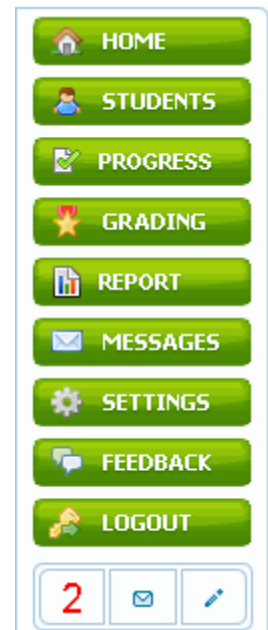 HOME
STUDENTS
PROGRESS
GRADING
REPORT
MESSAGES
SETTINGS
FEEDBACK
LOGOUT
2